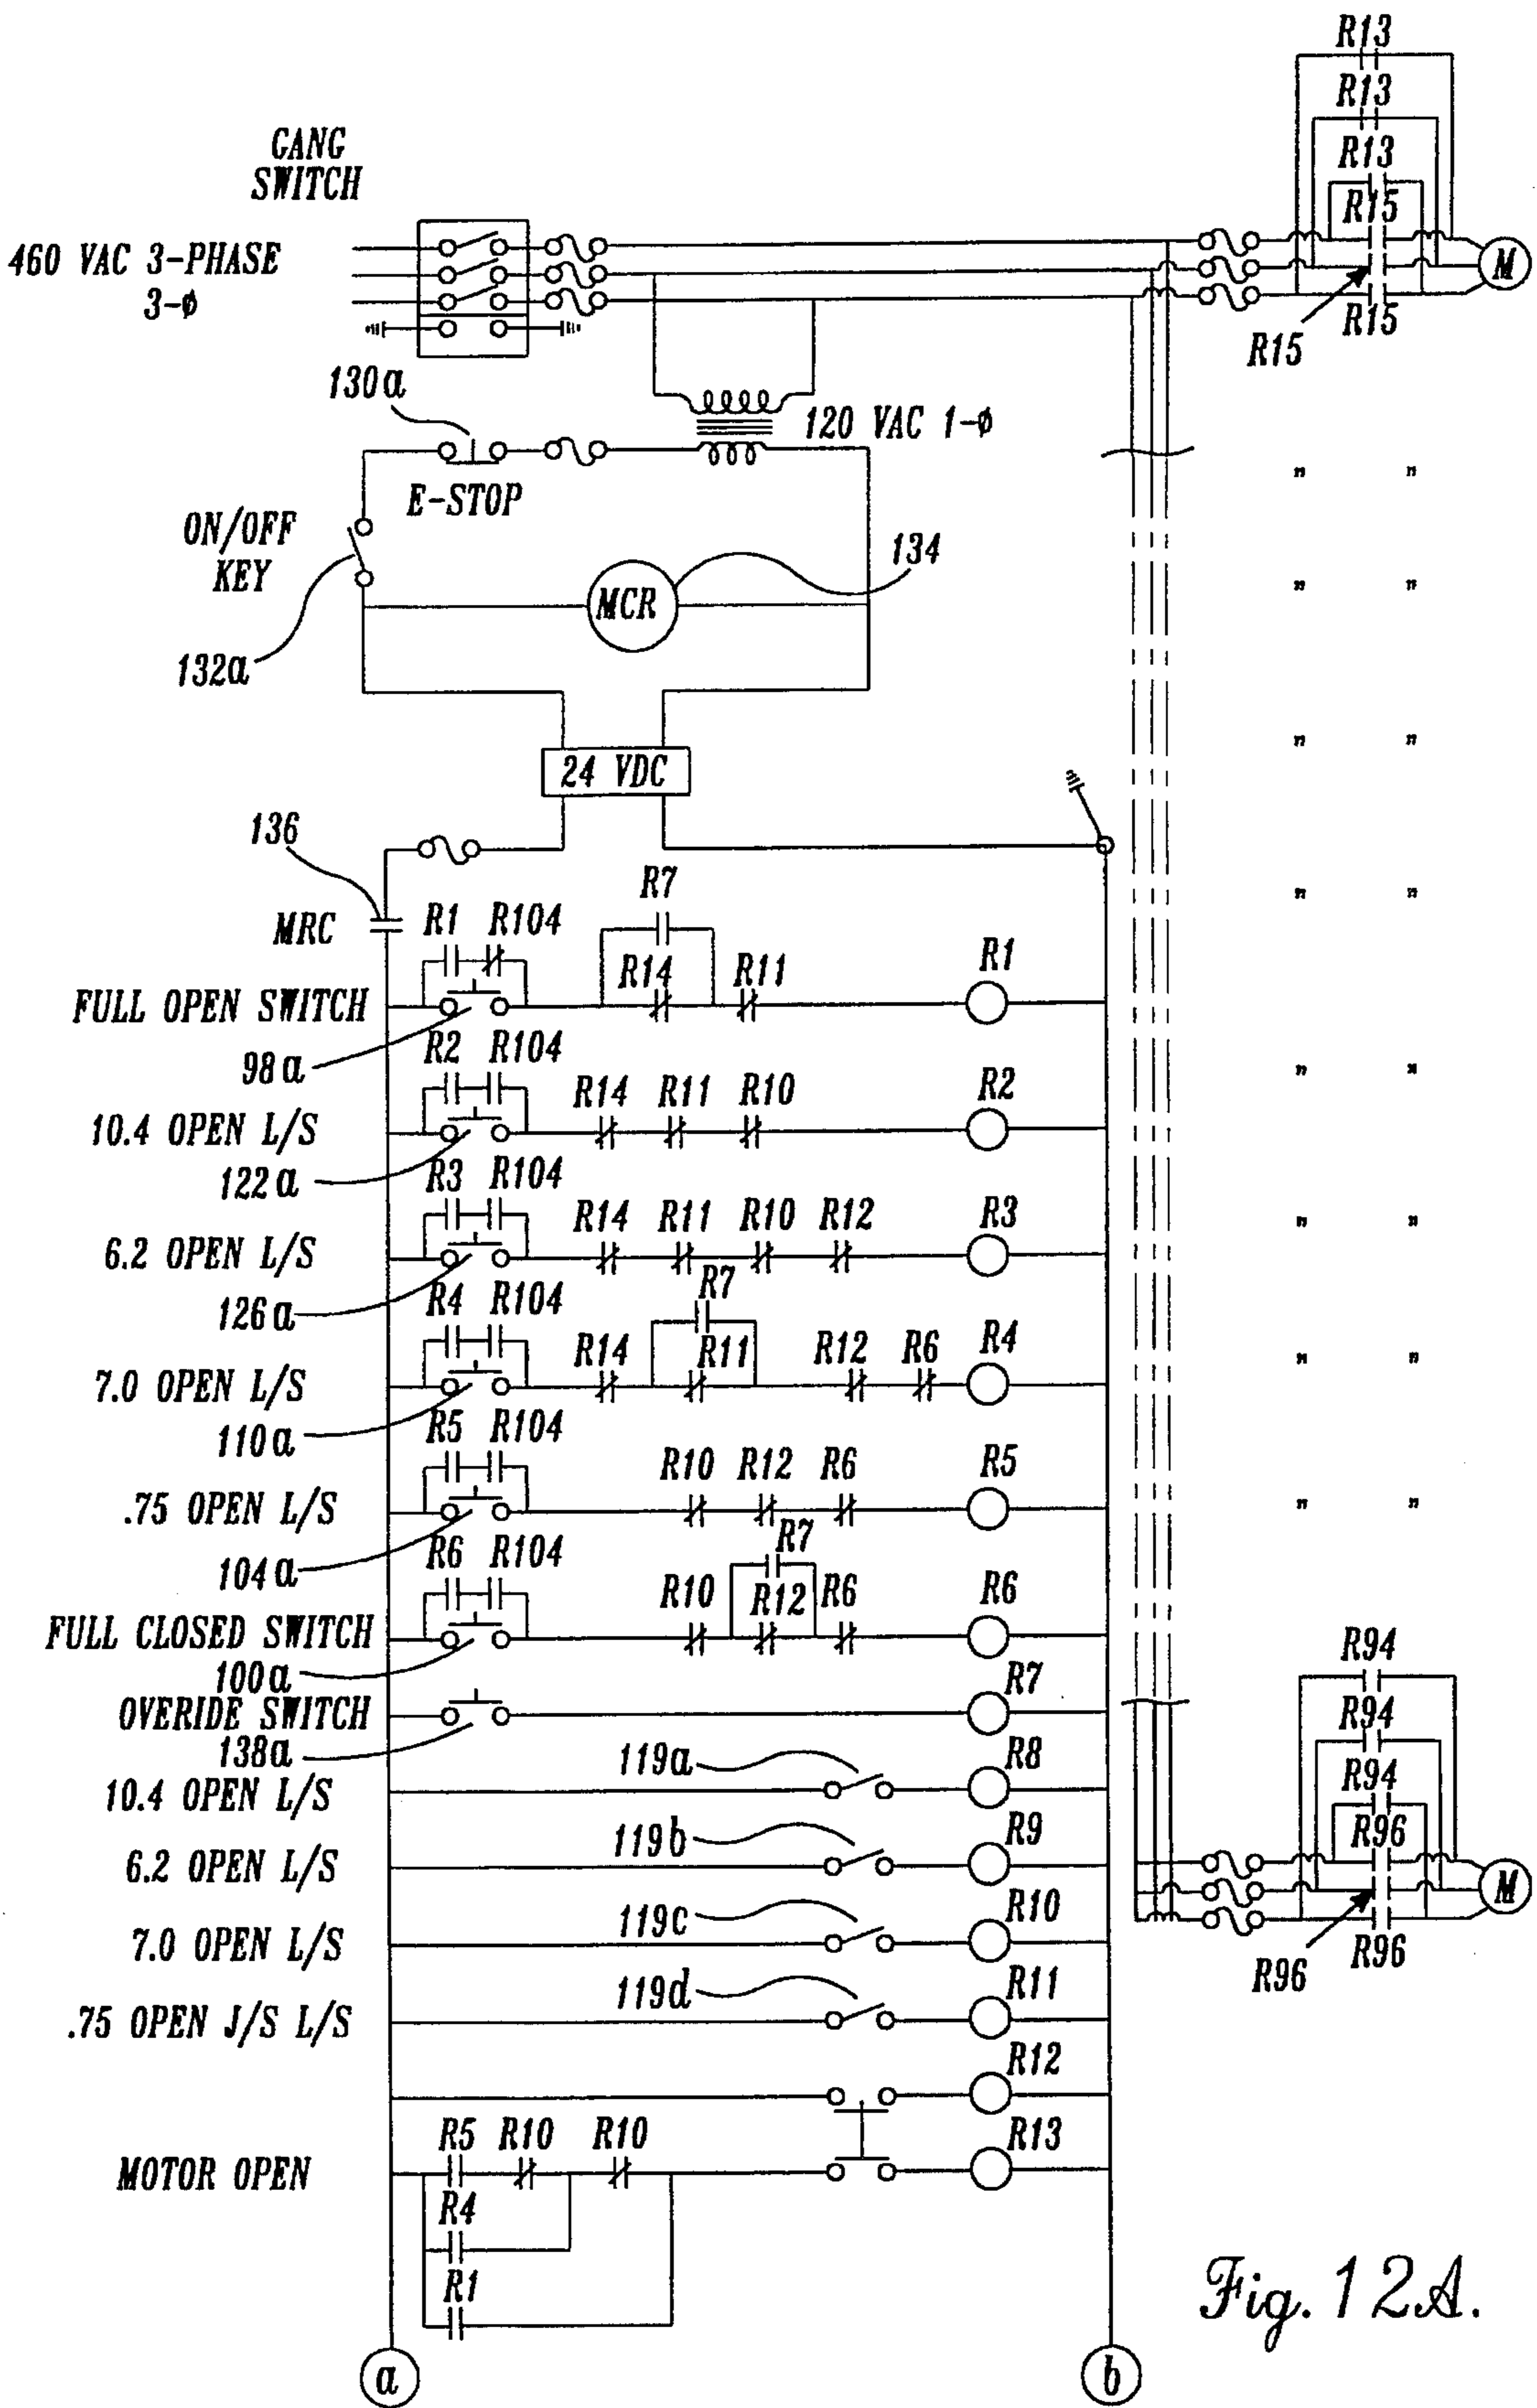 R13
R13
GANG
SWITCH
R13
R15
460 VAC 3-PHASE
3-ø
M
R15
R15
130a
120 VAC 1-ø
E-STOP
" "
ON/OFF
KEY
134
MCR
" "
132a
24 VDC
" "
136
R7
" "
MRC
R1 R104
R14 R11 R1
FULL OPEN SWITCH
98a
R2 R104
R14 R11 R10 R2
" "
10.4 OPEN L/S
122a
R3 R104
R14 R11 R10 R12 R3
" "
6.2 OPEN L/S
126a
R4 R104
R7
R14 R11 R12 R6 R4
" "
7.0 OPEN L/S
110a
R5 R104
R10 R12 R6 R5
" "
.75 OPEN L/S
104a
R6 R104
R7
R10 R12 R6 R6
FULL CLOSED SWITCH
100a
R94
OVERIDE SWITCH
R7
138a
R94
119a
R8
R94
10.4 OPEN L/S
119b
R9
R96
6.2 OPEN L/S
M
119c
R10
7.0 OPEN L/S
R96
R96
119d
R11
.75 OPEN J/S L/S
R12
R5 R10 R10
R13
MOTOR OPEN
R4
R1
Fig. 12A.
a
b